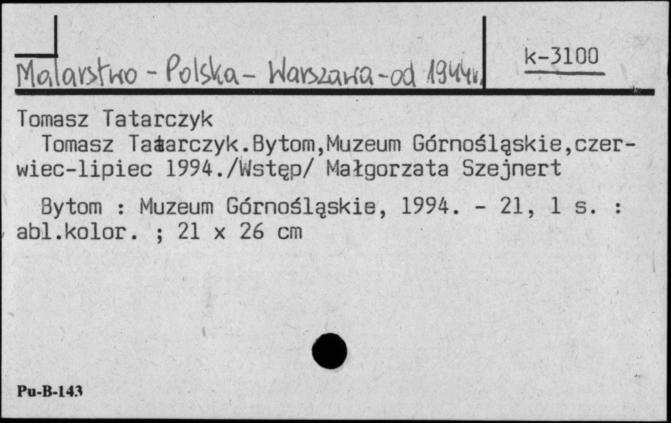 Malarstwo - Polska - Warszawa - od 1944r.
k-3100
Tomasz Tatarczyk
Tomasz Tatarczyk.Bytom,Muzeum Górnośląskie,czer-
wiec-lipiec 1994./Wstęp/ Małgorzata Szejnert
Bytom : Muzeum Górnośląskie, 1994. - 21, 1 s. :
abl.kolor. ; 21 x 26 cm
Pu-B-143